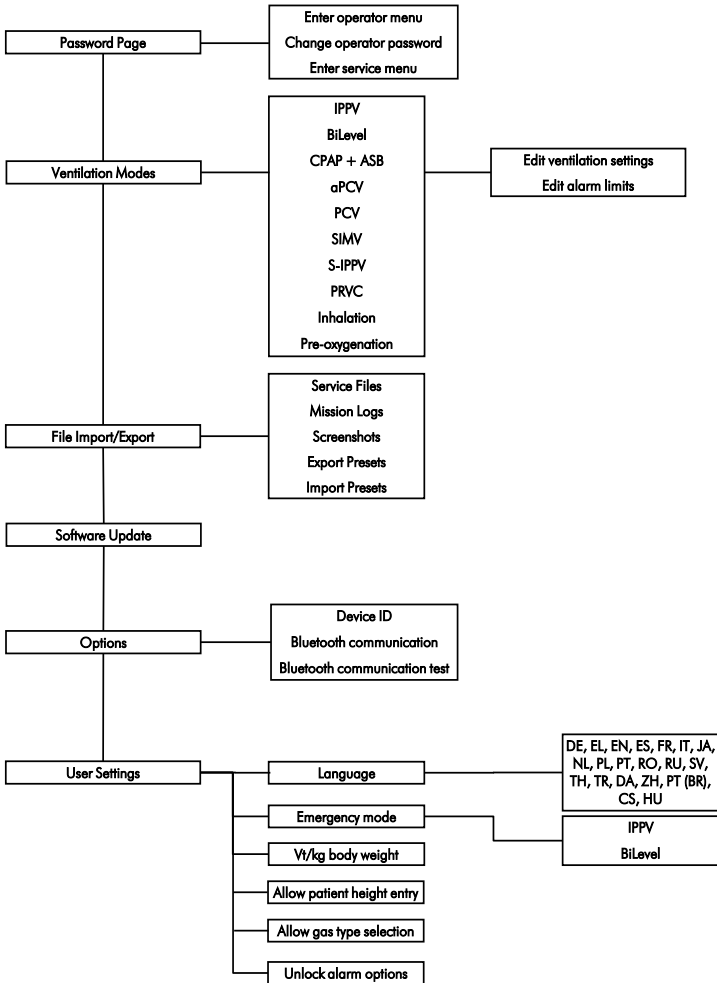 Password Page
Enter operator menu
Change operator password
Enter service menu
Ventilation Modes
IPPV
BiLevel
CPAP + ASB
aPCV
PCV
SIMV
S-IPPV
PRVC
Inhalation
Pre-oxygenation
Edit ventilation settings
Edit alarm limits
File Import/Export
Service Files
Mission Logs
Screenshots
Export Presets
Import Presets
Software Update
Options
Device ID
Bluetooth communication
Bluetooth communication test
User Settings
Language
DE, EL, EN, ES, FR, IT, JA,
NL, PL, PT, RO, RU, SV,
TH, TR, DA, ZH, PT (BR),
CS, HU
Emergency mode
IPPV
BiLevel
Vt/kg body weight
Allow patient height entry
Allow gas type selection
Unlock alarm options